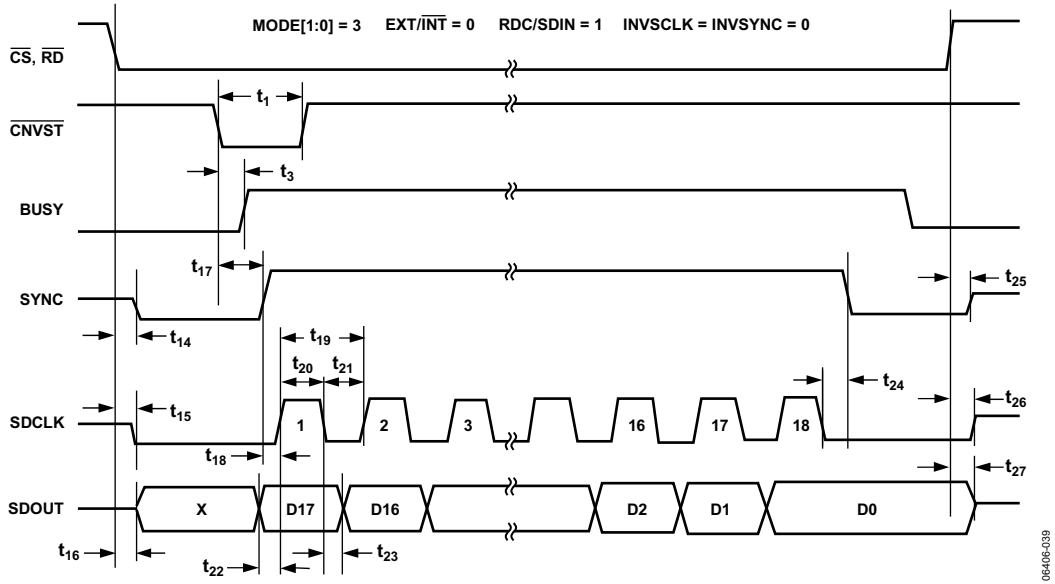 MODE[1:0] = 3 EXT/INT = 0 RDC/SDIN = 1 INVSCLK = INVSYNC = 0
CS, RD
t1
CNVST
t3
BUSY
t17
t25
SYNC
t14
t19
t20
t21
t24
t26
t15
SDCLK
1
2
3
16
17
18
t18
t27
SDOUT
X
D17
D16
D2
D1
D0
t16
t22
t23
06406-039